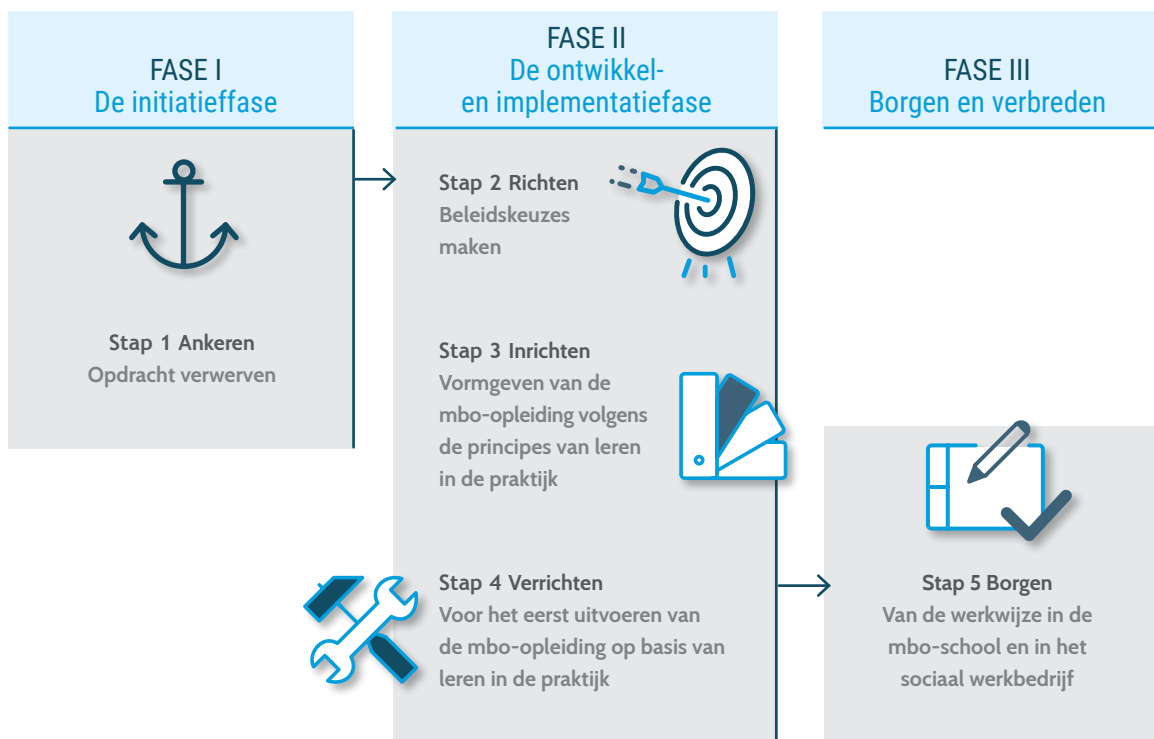 FASE I
De initiatieffase
Stap 1 Ankeren
Opdracht verwerven
FASE II
De ontwikkel-
en implementatiefase
Stap 2 Richten
Beleidskeuzes
maken
Stap 3 Inrichten
Vormgeven van de
mbo-opleiding volgens
de principes van leren
in de praktijk
Stap 4 Verrichten
Voor het eerst uitvoeren van
de mbo-opleiding op basis van
leren in de praktijk
FASE III
Borgen en verbreden
Stap 5 Borgen
Van de werkwijze in de
mbo-school en in het
sociaal werkbedrijf